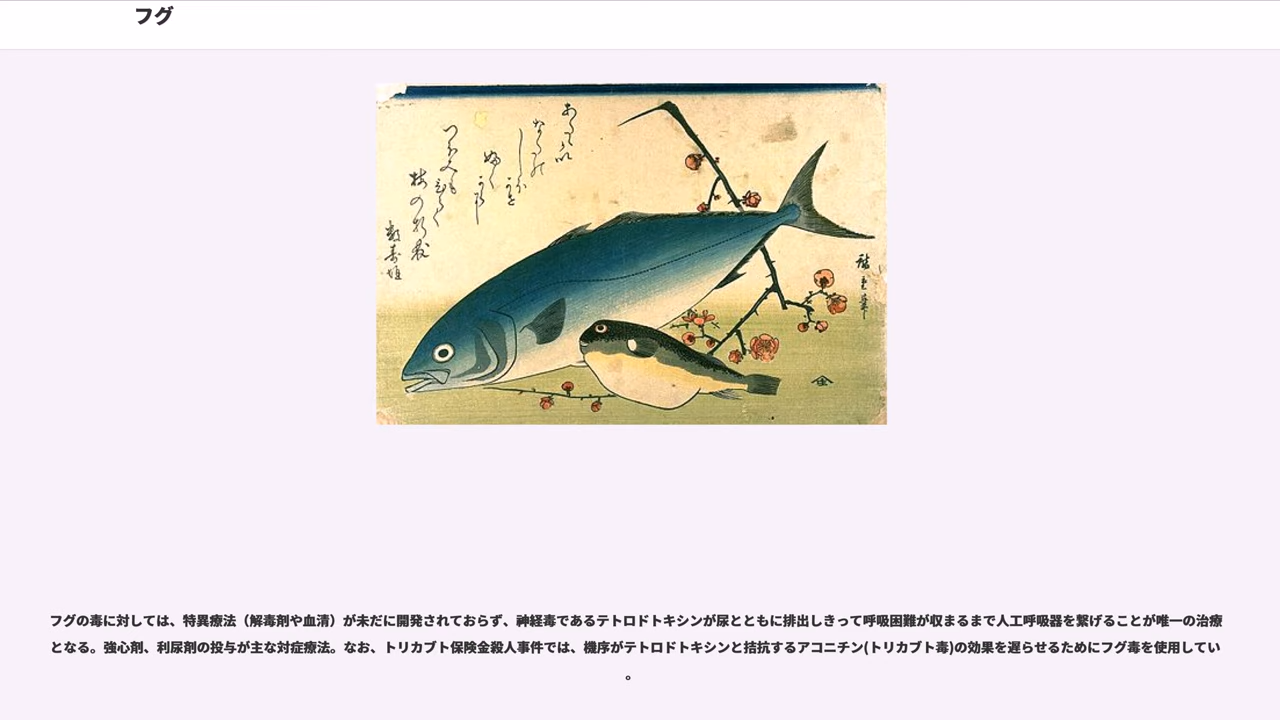 フグ
フグの毒に対しては、特異療法（解毒剤や血清）が未だに開発されておらず、神経毒であるテトロドトキシンが尿とともに排出しきって呼吸困難が収まるまで人工呼吸器を繋げることが唯一の治療
となる。強心剤、利尿剤の投与が主な対症療法。なお、トリカブト保険金殺人事件では、機序がテトロドトキシンと拮抗するアコニチン(トリカブト毒)の効果を遅らせるためにフグ毒を使用してい
。